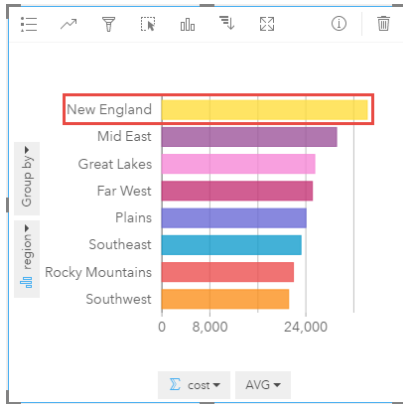 New England
Mid East
Great Lakes
Far West
Plains
Southeast
Rocky Mountains
Southwest
Group by
region
0 8,000 24,000
Σ cost AVG